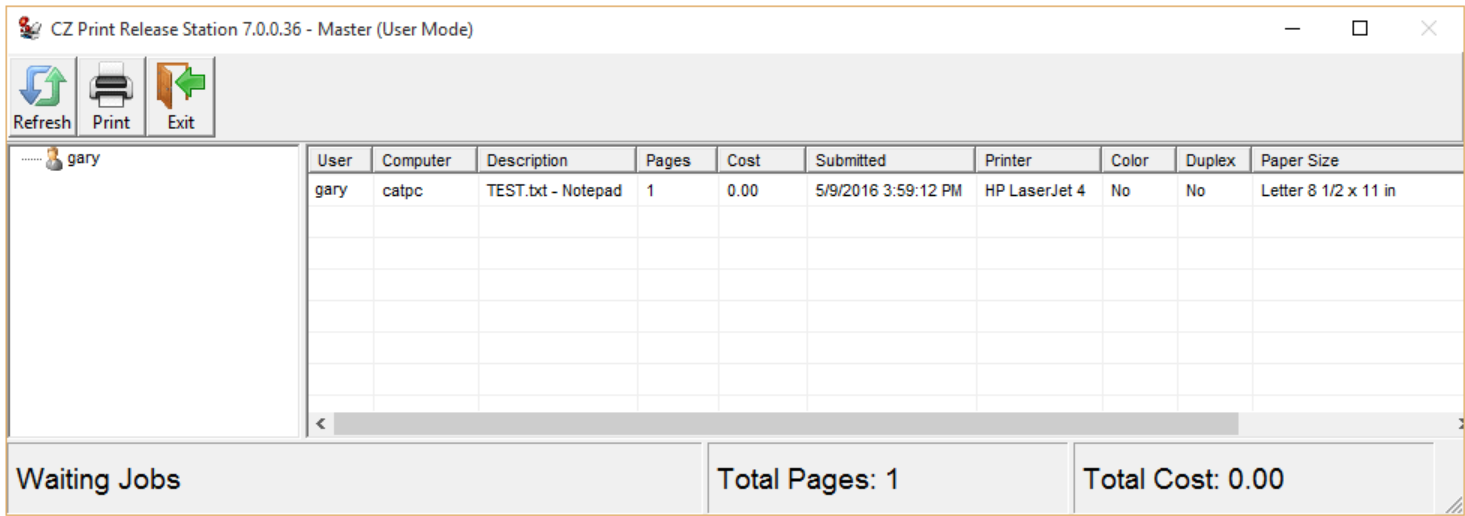 CZ Print Release Station 7.0.0.36 - Master (User Mode)
Refresh Print Exit
gary
User Computer Description Pages Cost Submitted Printer Color Duplex Paper Size
gary catpc TEST.txt - Notepad 1 0.00 5/9/2016 3:59:12 PM HP LaserJet 4 No No Letter 8 1/2 x 11 in
Waiting Jobs Total Pages: 1 Total Cost: 0.00